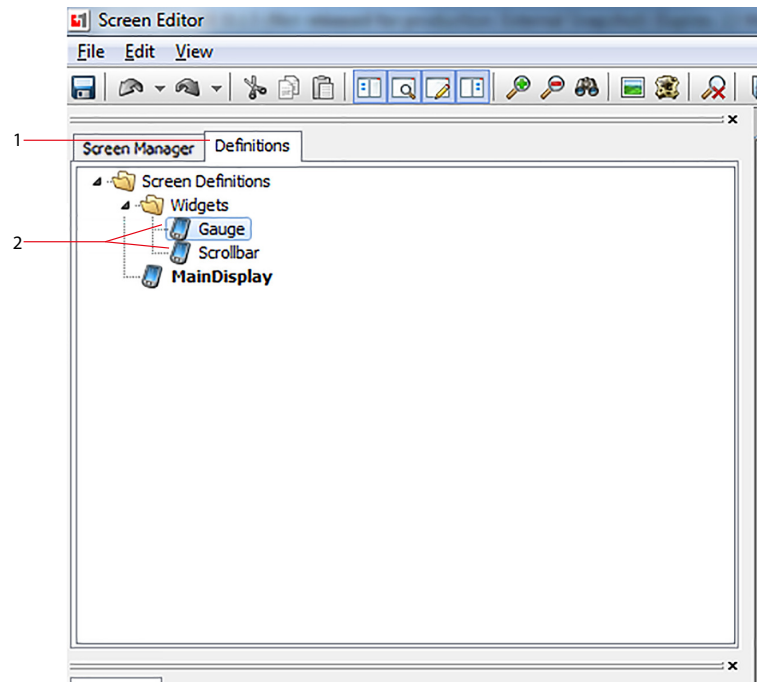 Screen Editor
File Edit View
1
Screen Manager Definitions
Screen Definitions
Widgets
Gauge
2
Scrollbar
MainDisplay